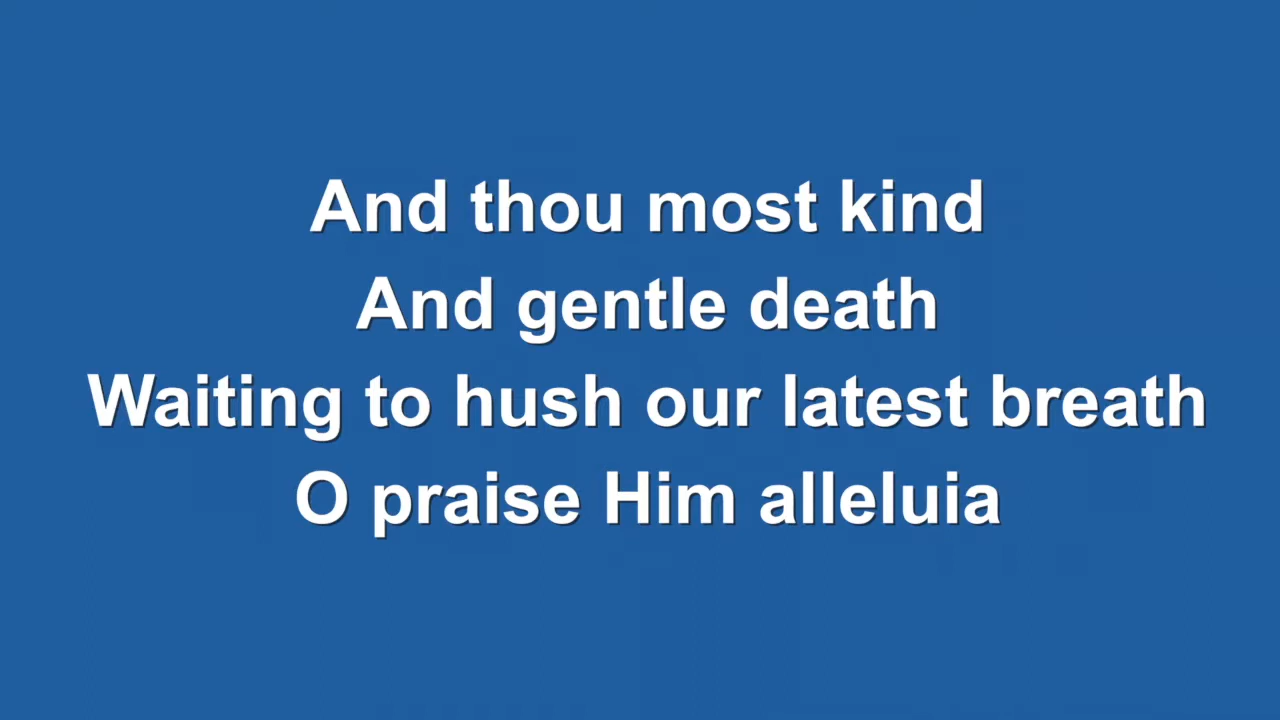 And thou most kind
And gentle death
Waiting to hush our latest breath
O praise Him alleluia